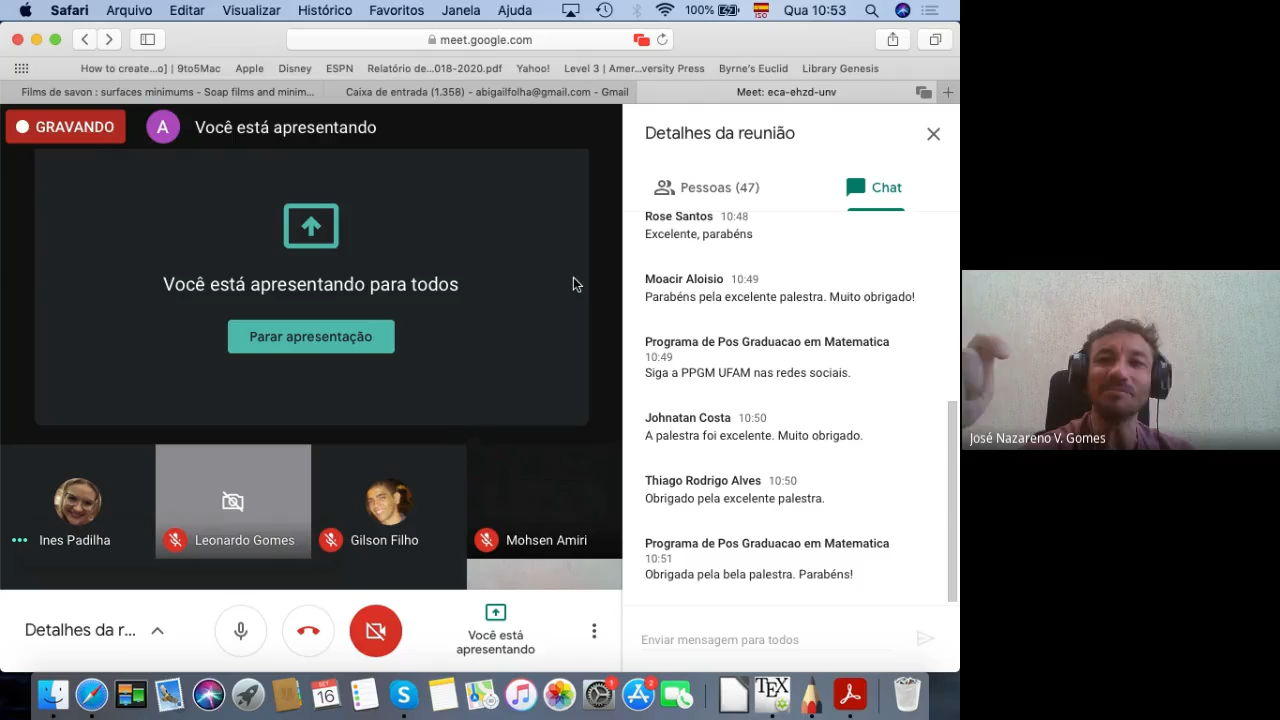 Safari Arquivo Editar Visualizar Histórico Favoritos Janela Ajuda 100% ISO Qua 10:53
meet.google.com
How to create...o] | 9to5Mac Apple Disney ESPN Relatório de...018-2020.pdf Yahoo! Level 3 | Amer...versity Press Byrne's Euclid Library Genesis
Films de savon : surfaces minimums - Soap films and minim... Caixa de entrada (1.358) - abigailfolha@gmail.com - Gmail Meet: eca-ehzd-unv
GRAVANDO A Você está apresentando
Você está apresentando para todos
Parar apresentação
Ines Padilha
Leonardo Gomes
Gilson Filho
Mohsen Amiri
Detalhes da r...
Você está
apresentando
Detalhes da reunião
Pessoas (47) Chat
Rose Santos 10:48
Excelente, parabéns
Moacir Aloisio 10:49
Parabéns pela excelente palestra. Muito obrigado!
Programa de Pos Graduacao em Matematica
10:49
Siga a PPGM UFAM nas redes sociais.
Johnatan Costa 10:50
A palestra foi excelente. Muito obrigado.
Thiago Rodrigo Alves 10:50
Obrigado pela excelente palestra.
Programa de Pos Graduacao em Matematica
10:51
Obrigada pela bela palestra. Parabéns!
Enviar mensagem para todos
José Nazareno V. Gomes
SET
16
1
2
TEX